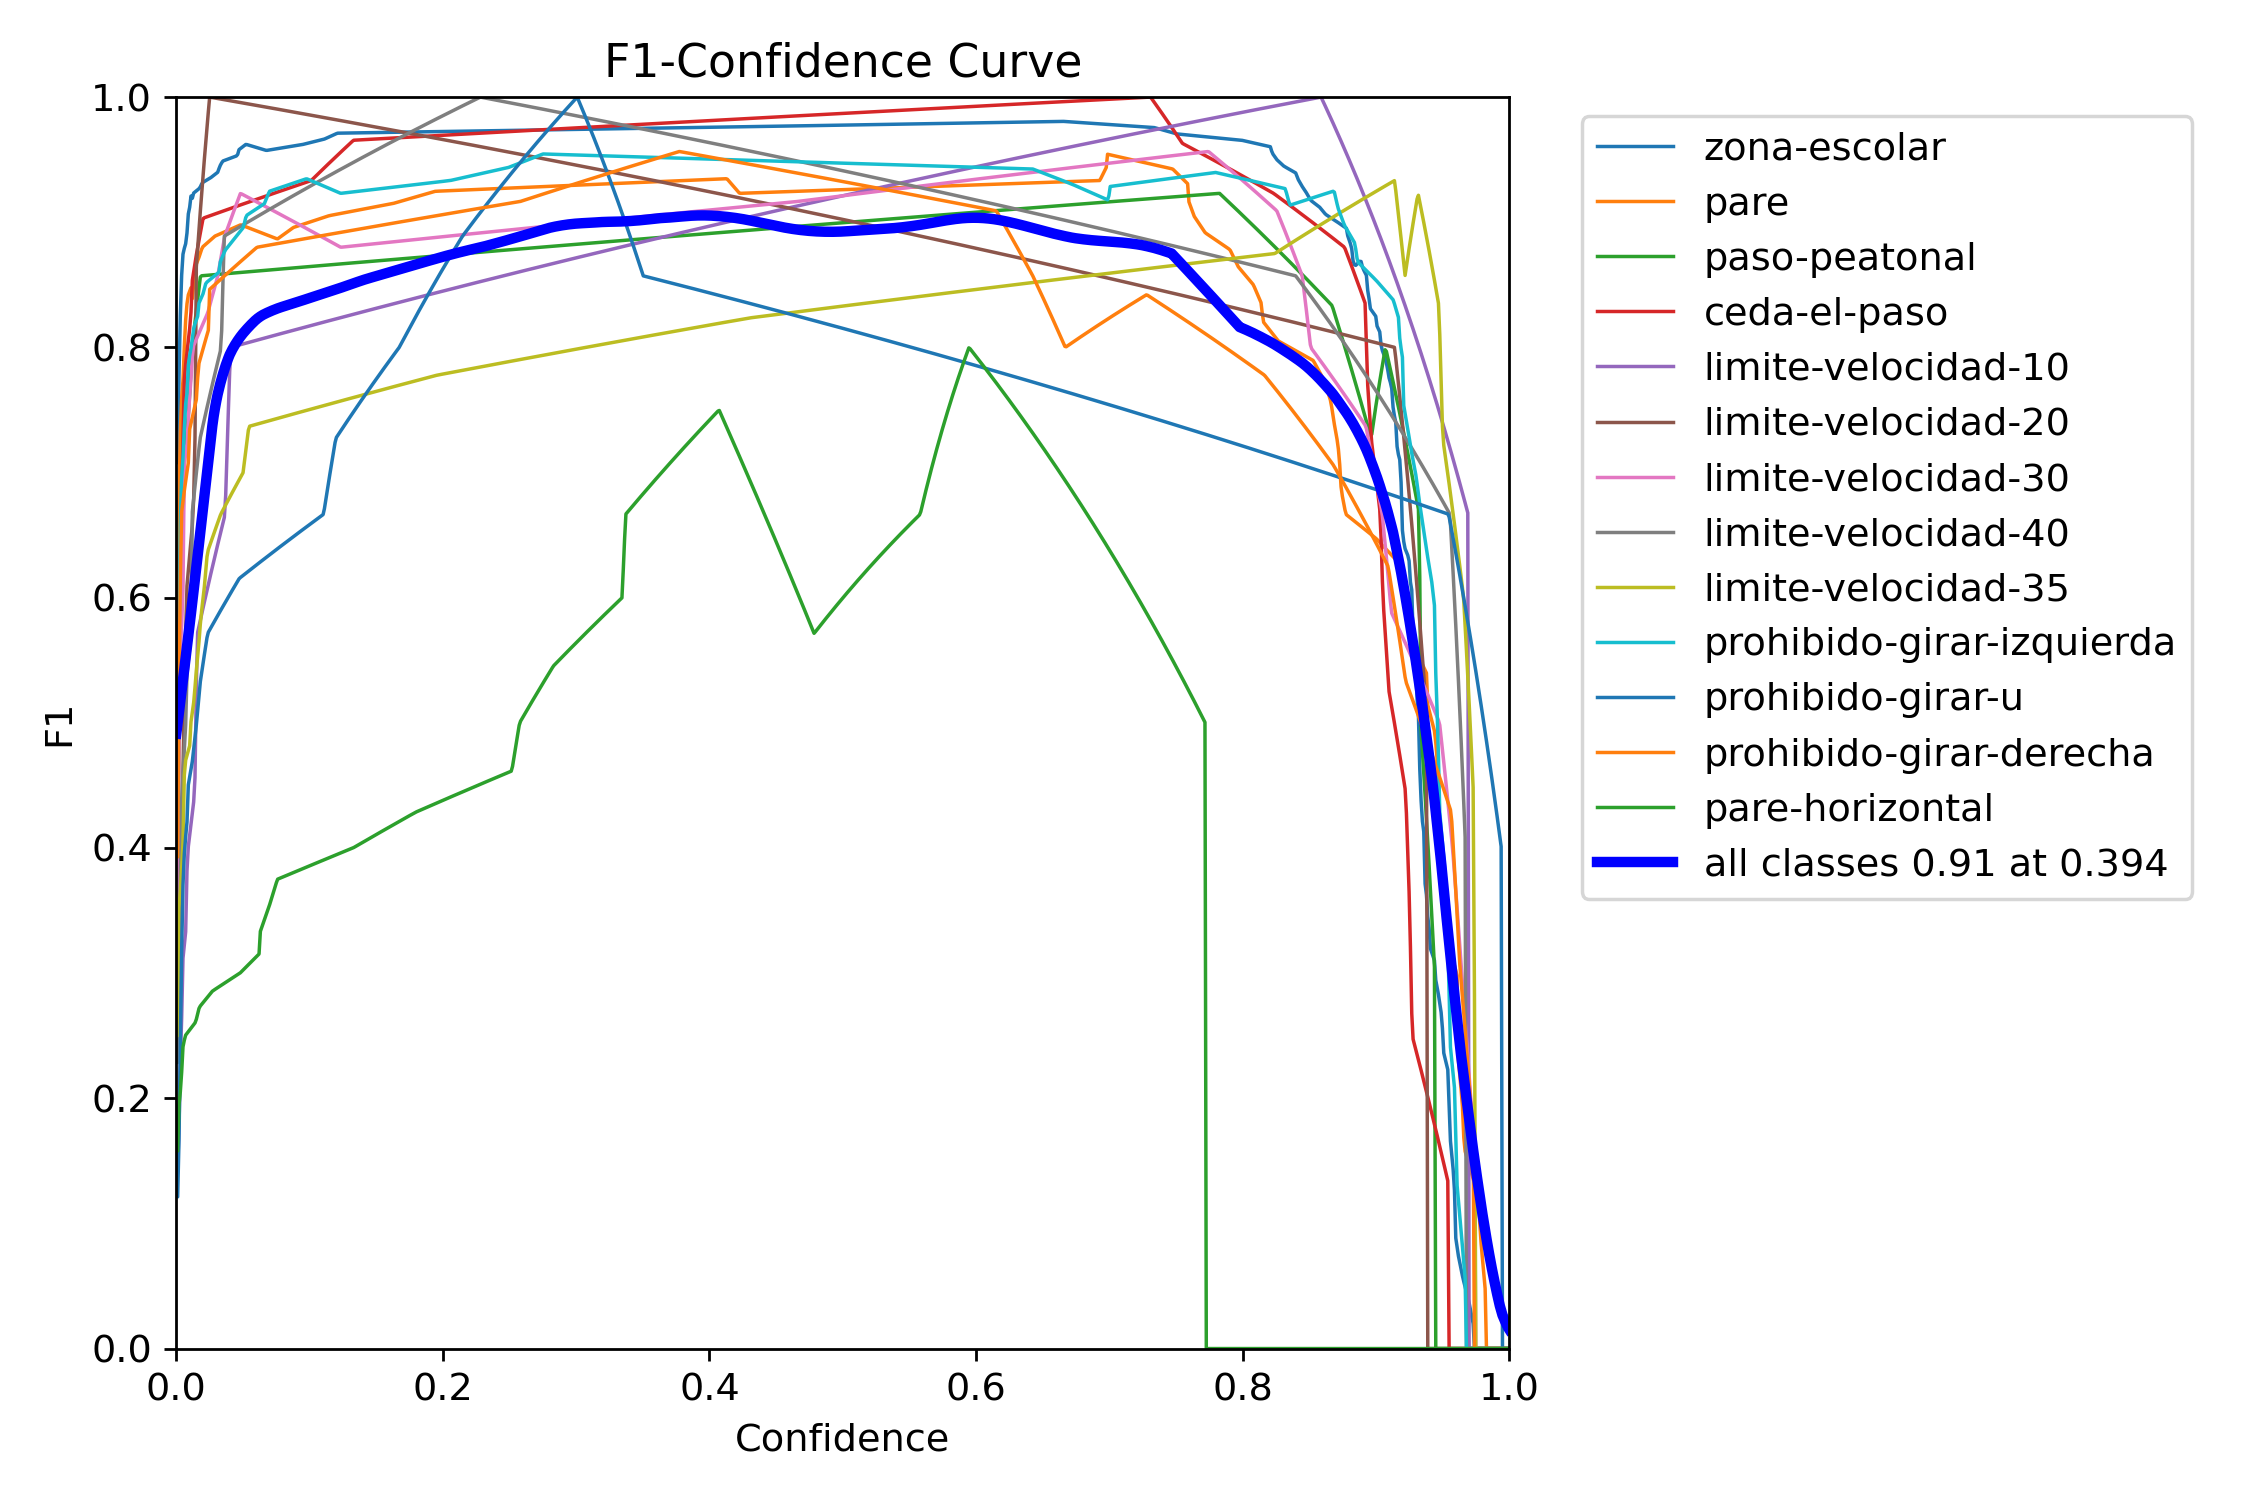 F1-Confidence Curve
1.0
0.8
0.6
0.4
0.2
0.0
F1
0.0 0.2 0.4 0.6 0.8 1.0
Confidence
zona-escolar
pare
paso-peatonal
ceda-el-paso
limite-velocidad-10
limite-velocidad-20
limite-velocidad-30
limite-velocidad-40
limite-velocidad-35
prohibido-girar-izquierda
prohibido-girar-u
prohibido-girar-derecha
pare-horizontal
all classes 0.91 at 0.394